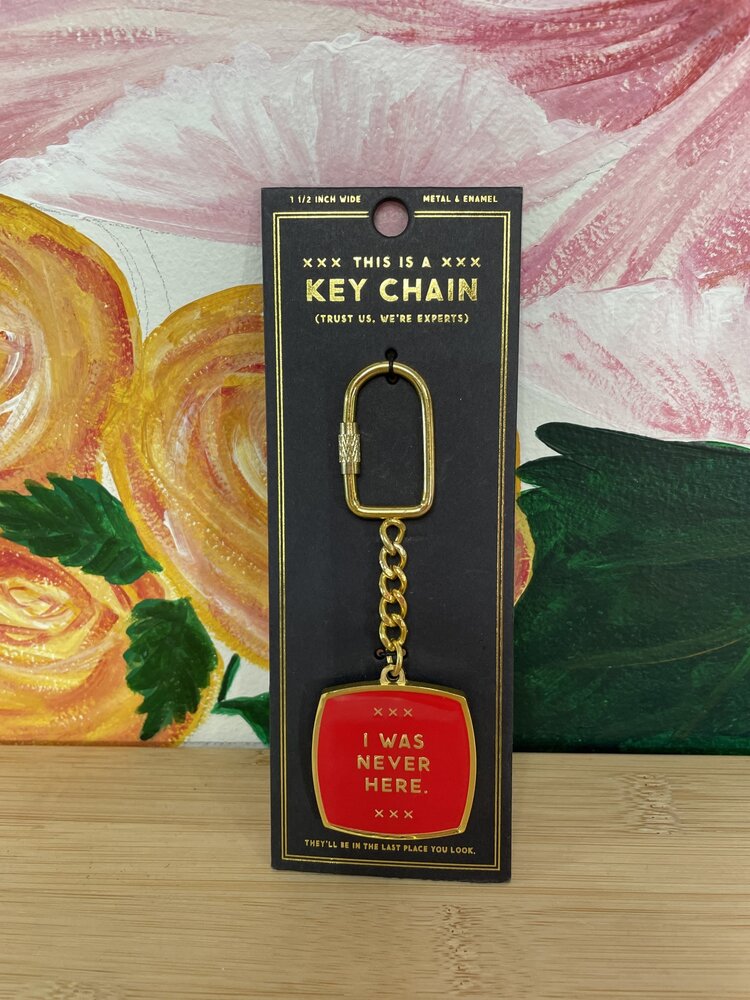 1 1/2 INCH WIDE METAL & ENAMEL
××× THIS IS A ×××
KEY CHAIN
(TRUST US, WE'RE EXPERTS)
×××
I WAS
NEVER
HERE.
×××
THEY'LL BE IN THE LAST PLACE YOU LOOK.